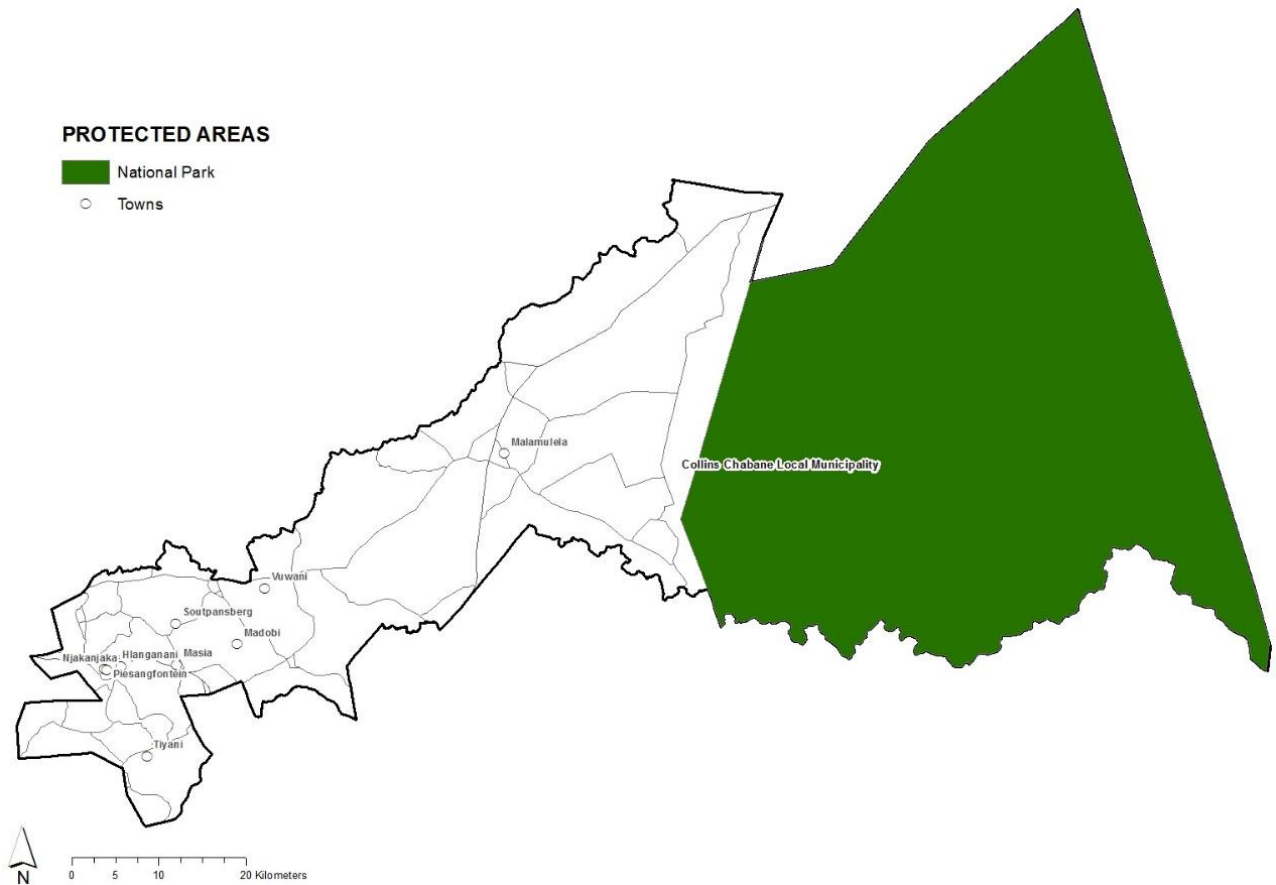 PROTECTED AREAS
National Park
Towns
Malamulela
Collins Chabane Local Municipality
Vuwani
Soutpansberg
Madobi
Njakanjaka
Hlanganani
Masia
Piesangfontein
Tiyani
N
0 5 10 20 Kilometers